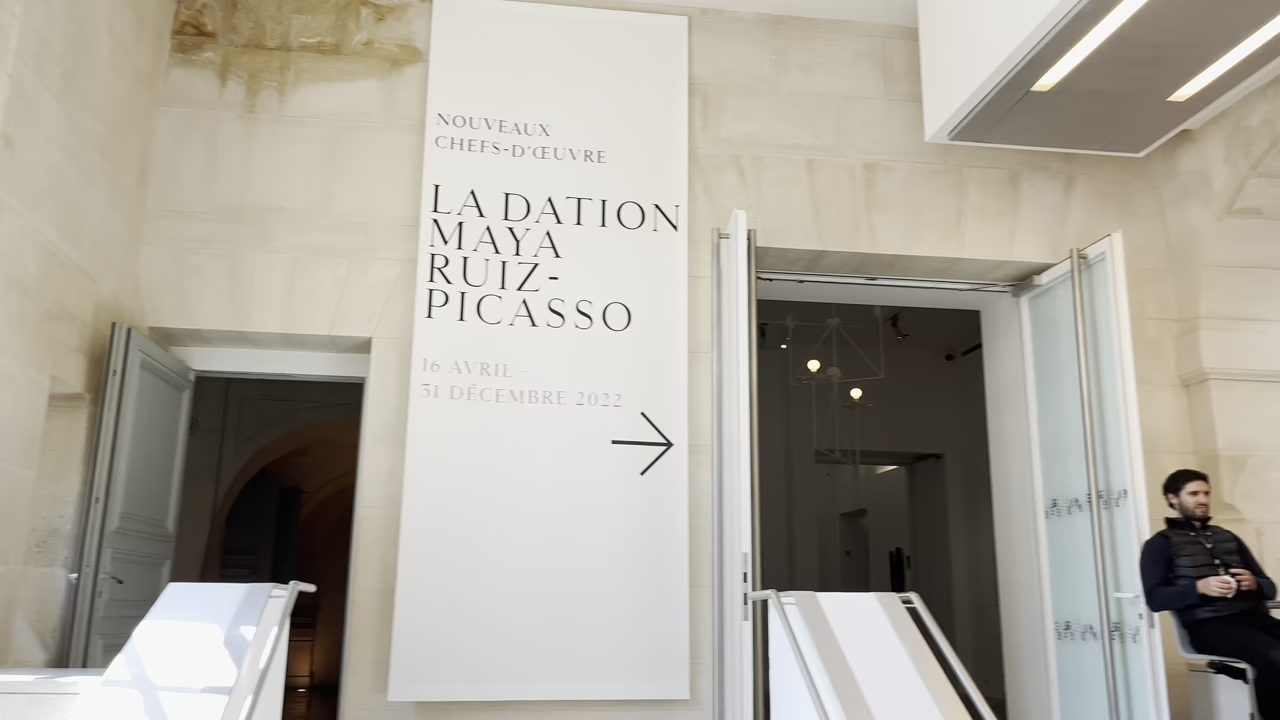 NOUVEAUX
CHEFS-D'ŒUVRE
LA DATION
MAYA
RUIZ-
PICASSO
16 AVRIL -
31 DÉCEMBRE 2022